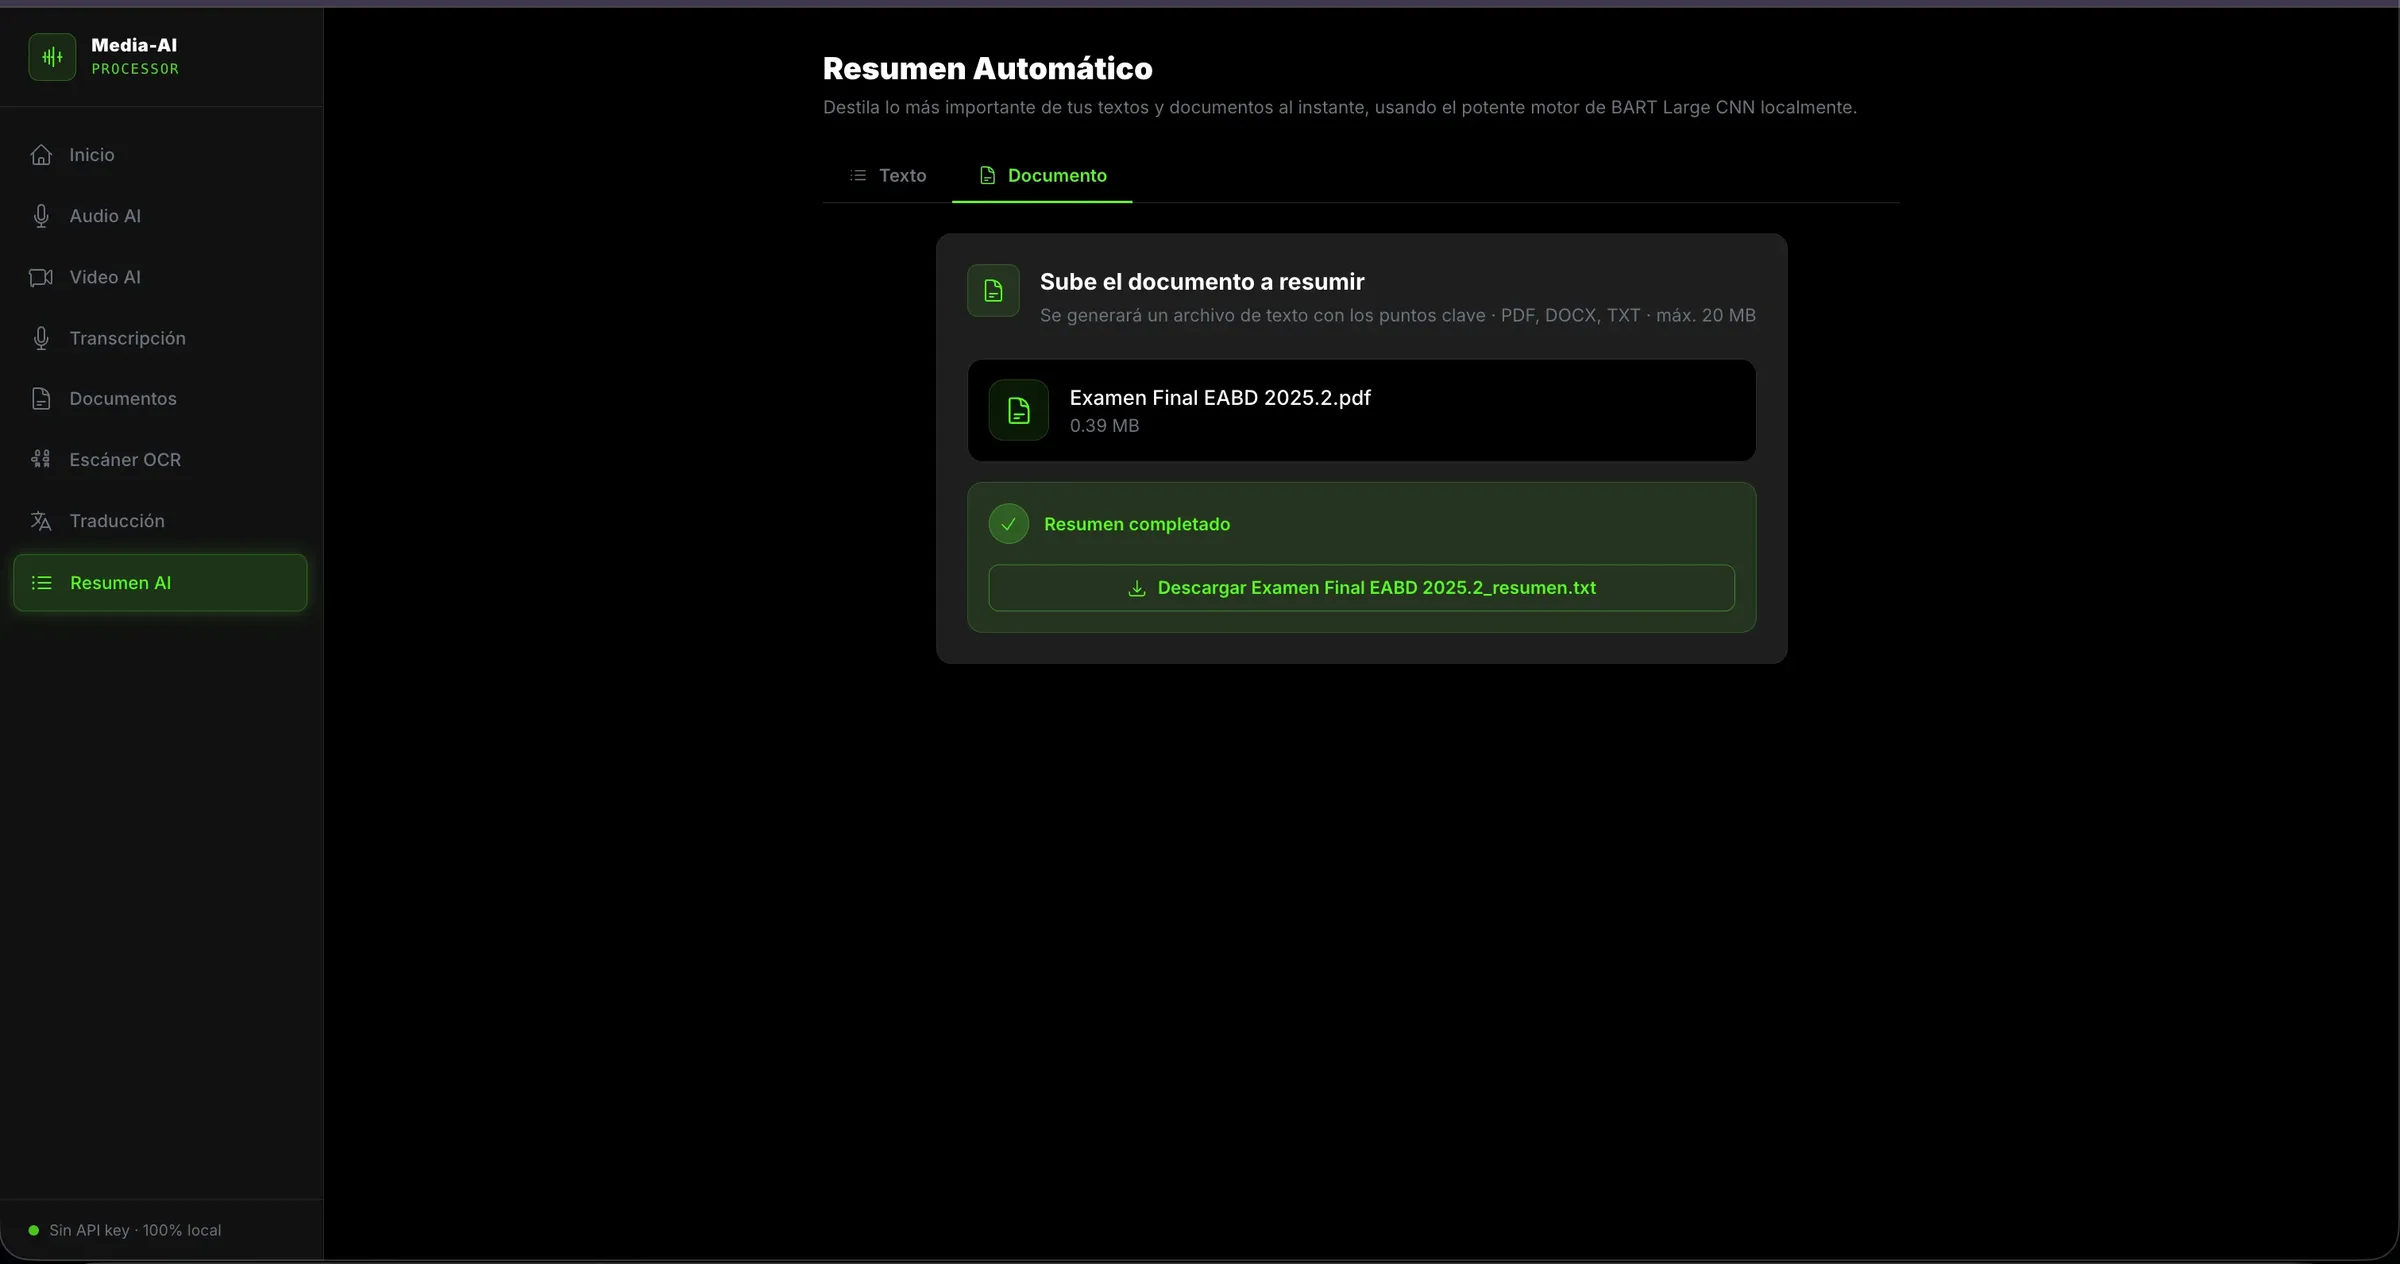 Media-AI
PROCESSOR
Inicio
Audio AI
Video AI
Transcripción
Documentos
Escáner OCR
Traducción
Resumen AI
Sin API key · 100% local
Resumen Automático
Destila lo más importante de tus textos y documentos al instante, usando el potente motor de BART Large CNN localmente.
Texto
Documento
Sube el documento a resumir
Se generará un archivo de texto con los puntos clave · PDF, DOCX, TXT · máx. 20 MB
Examen Final EABD 2025.2.pdf
0.39 MB
Resumen completado
Descargar Examen Final EABD 2025.2_resumen.txt